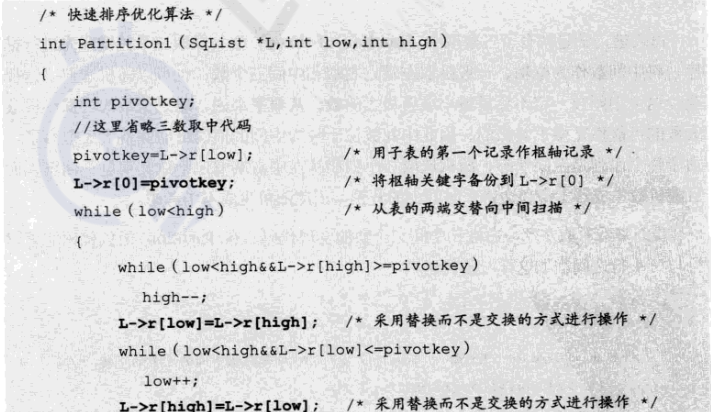 /* 快速排序优化算法 */
int Partition1(SqList *L,int low,int high)
{
int pivotkey;
//这里省略三数取中代码
pivotkey=L->r[low]; /* 用子表的第一个记录作枢轴记录 */
L->r[0]=pivotkey; /* 将枢轴关键字备份到 L->r[0] */
while(low<high) /* 从表的两端交替向中间扫描 */
{
while(low<high&&L->r[high]>=pivotkey)
high--;
L->r[low]=L->r[high]; /* 采用替换而不是交换的方式进行操作 */
while(low<high&&L->r[low]<=pivotkey)
low++;
L->r[high]=L->r[low]; /* 采用替换而不是交换的方式进行操作 */